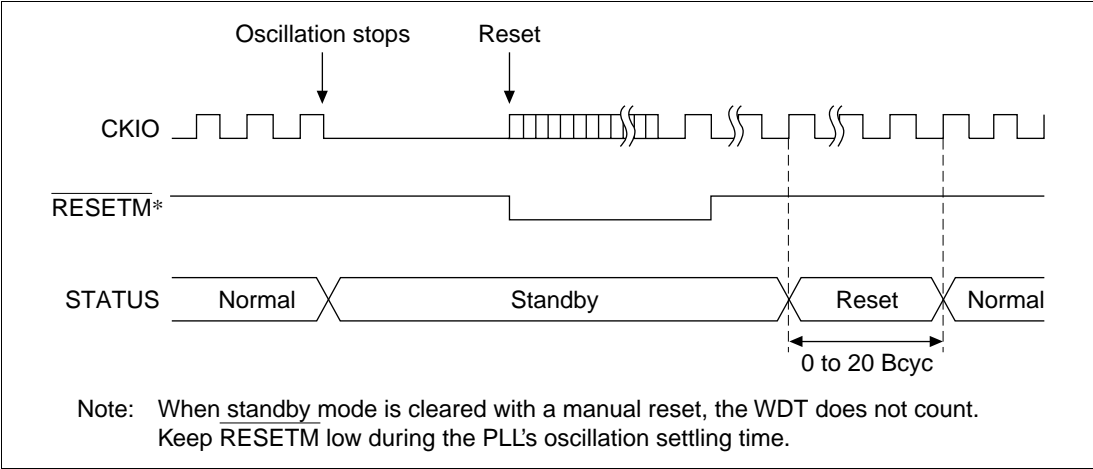 Oscillation stops Reset
CKIO
RESETM*
STATUS Normal Standby Reset Normal
0 to 20 Bcyc
Note: When standby mode is cleared with a manual reset, the WDT does not count.
Keep RESETM low during the PLL's oscillation settling time.